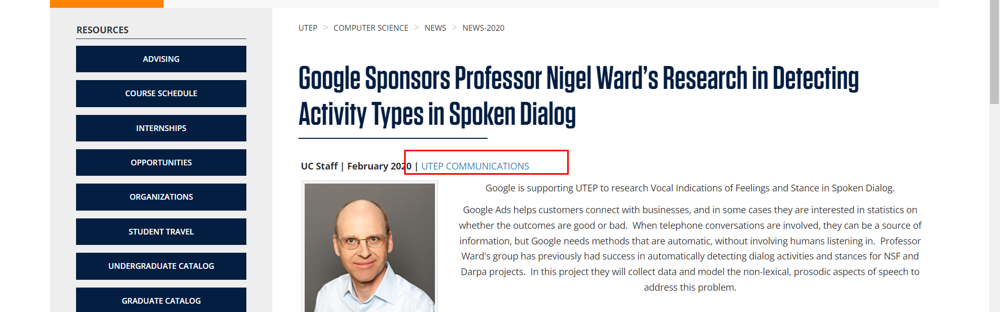 RESOURCES
ADVISING
COURSE SCHEDULE
INTERNSHIPS
OPPORTUNITIES
ORGANIZATIONS
STUDENT TRAVEL
UNDERGRADUATE CATALOG
GRADUATE CATALOG
UTEP > COMPUTER SCIENCE > NEWS > NEWS-2020
Google Sponsors Professor Nigel Ward’s Research in Detecting
Activity Types in Spoken Dialog
UC Staff | February 2020 | UTEP COMMUNICATIONS
Google is supporting UTEP to research Vocal Indications of Feelings and Stance in Spoken Dialog.
Google Ads helps customers connect with businesses, and in some cases they are interested in statistics on
whether the outcomes are good or bad.  When telephone conversations are involved, they can be a source of
information, but Google needs methods that are automatic, without involving humans listening in.  Professor
Ward's group has previously had success in automatically detecting dialog activities and stances for NSF and
Darpa projects.  In this project they will collect data and model the non-lexical, prosodic aspects of speech to
address this problem.